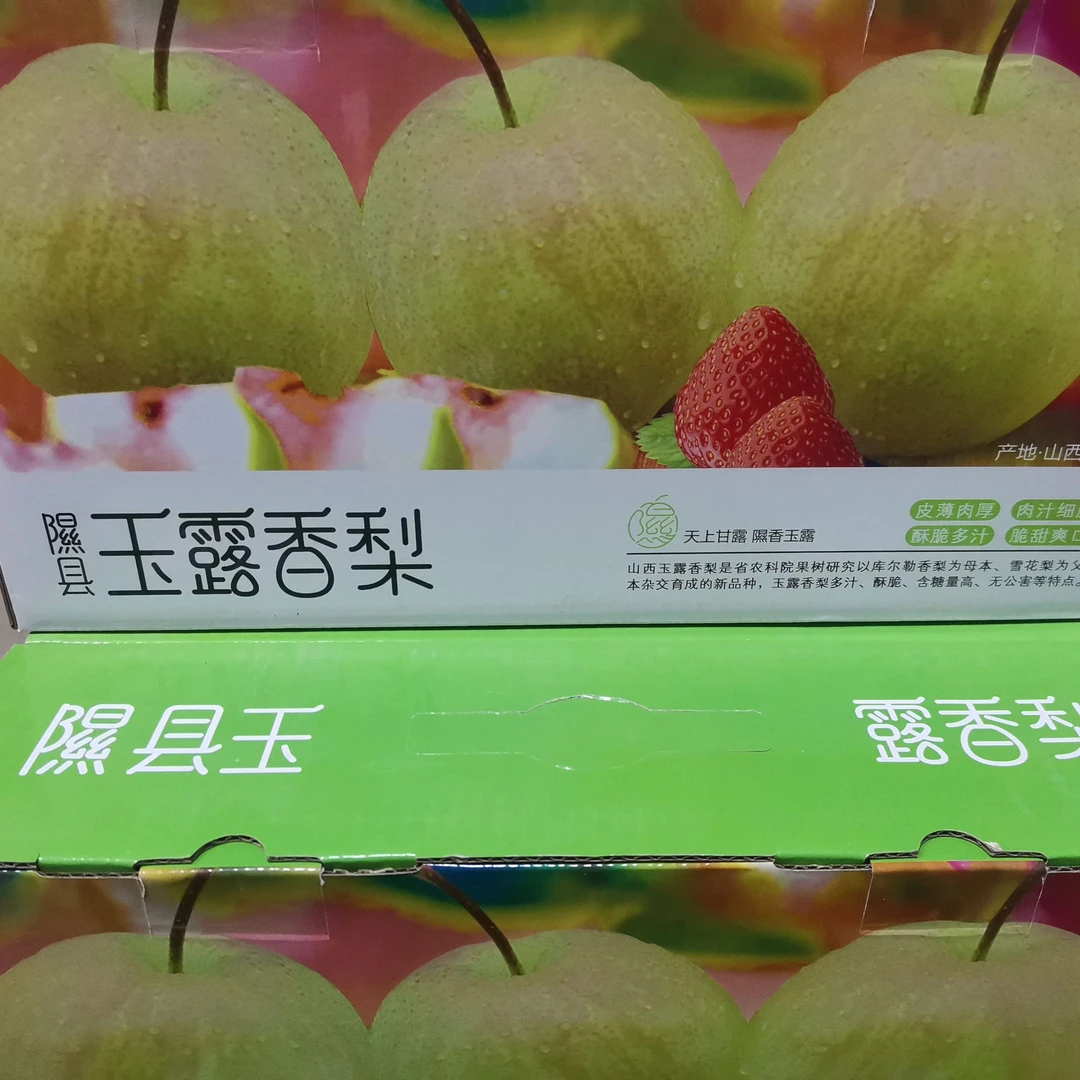 产地·山西
隰县 玉露香梨
天上甘露 隰香玉露
皮薄肉厚 肉汁细
酥脆多汁 脆甜爽口
山西玉露香梨是省农科院果树研究以库尔勒香梨为母本、雪花梨为父
本杂交育成的新品种，玉露香梨多汁、酥脆、含糖量高、无公害等特点。
隰县玉 露香梨